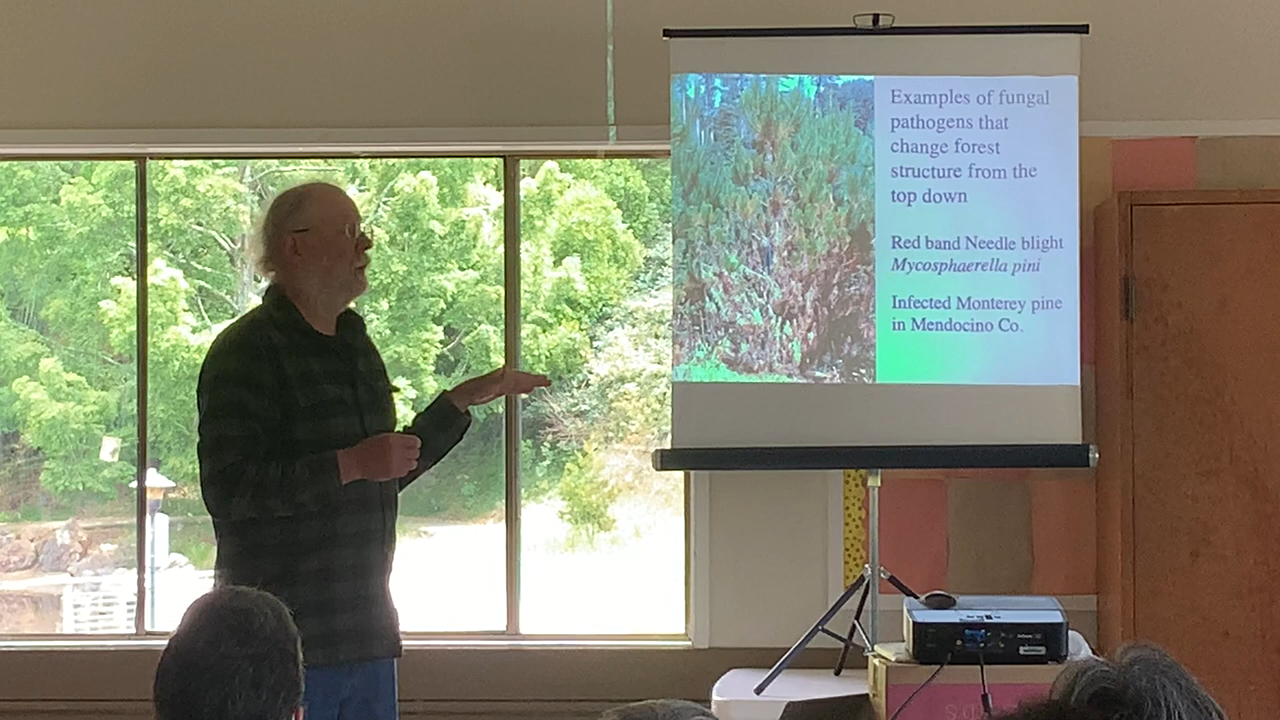 Examples of fungal
pathogens that
change forest
structure from the
top down
Red band Needle blight
Mycosphaerella pini
Infected Monterey pine
in Mendocino Co.